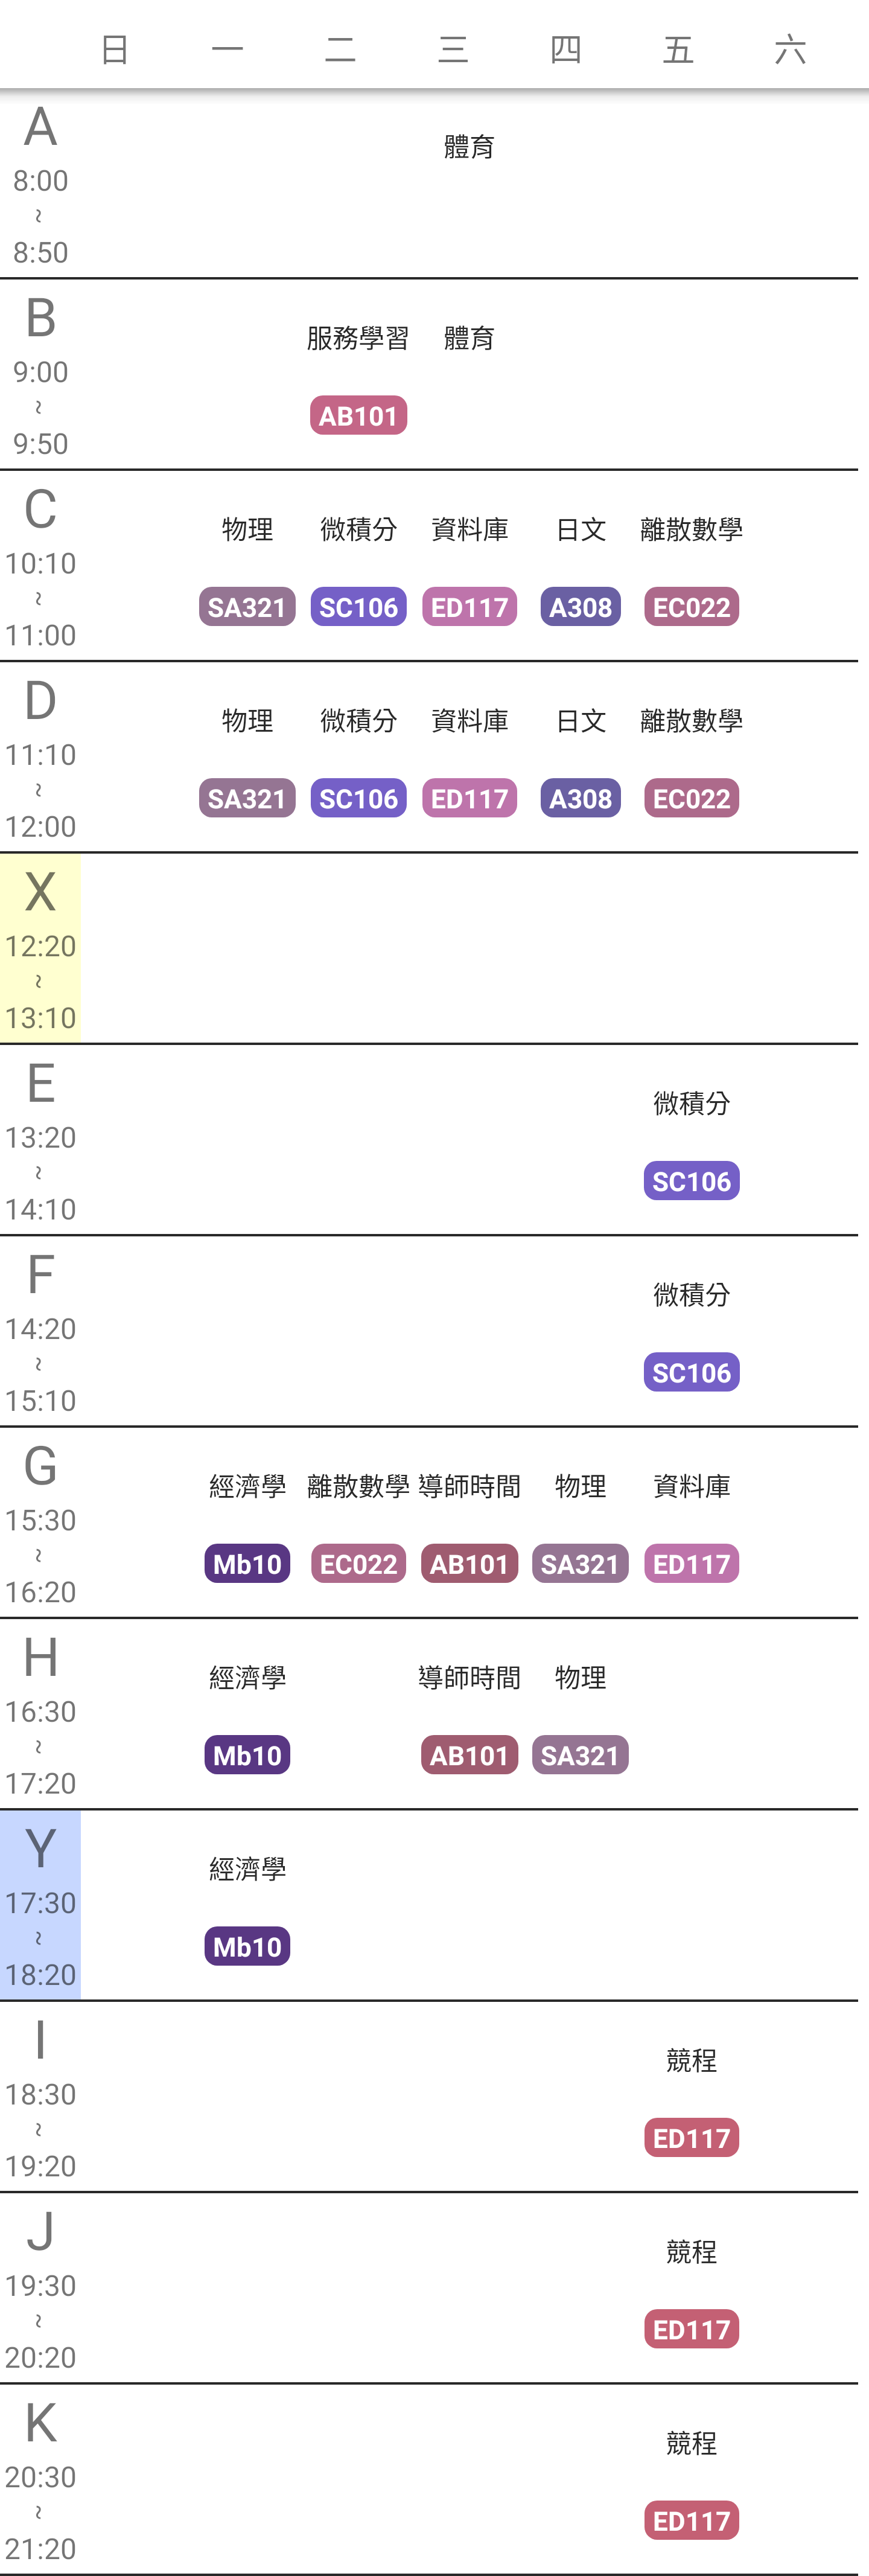 日 一 二 三 四 五 六
A
體育
8:00
~
8:50
B
服務學習 體育
9:00
~
AB101
9:50
C
物理 微積分 資料庫 日文 離散數學
10:10
~
SA321 SC106 ED117 A308 EC022
11:00
D
物理 微積分 資料庫 日文 離散數學
11:10
~
SA321 SC106 ED117 A308 EC022
12:00
X
12:20
~
13:10
E
微積分
13:20
~
SC106
14:10
F
微積分
14:20
~
SC106
15:10
G
經濟學 離散數學 導師時間 物理 資料庫
15:30
~
Mb10 EC022 AB101 SA321 ED117
16:20
H
經濟學 導師時間 物理
16:30
~
Mb10 AB101 SA321
17:20
Y
經濟學
17:30
~
Mb10
18:20
I
競程
18:30
~
ED117
19:20
J
競程
19:30
~
ED117
20:20
K
競程
20:30
~
ED117
21:20